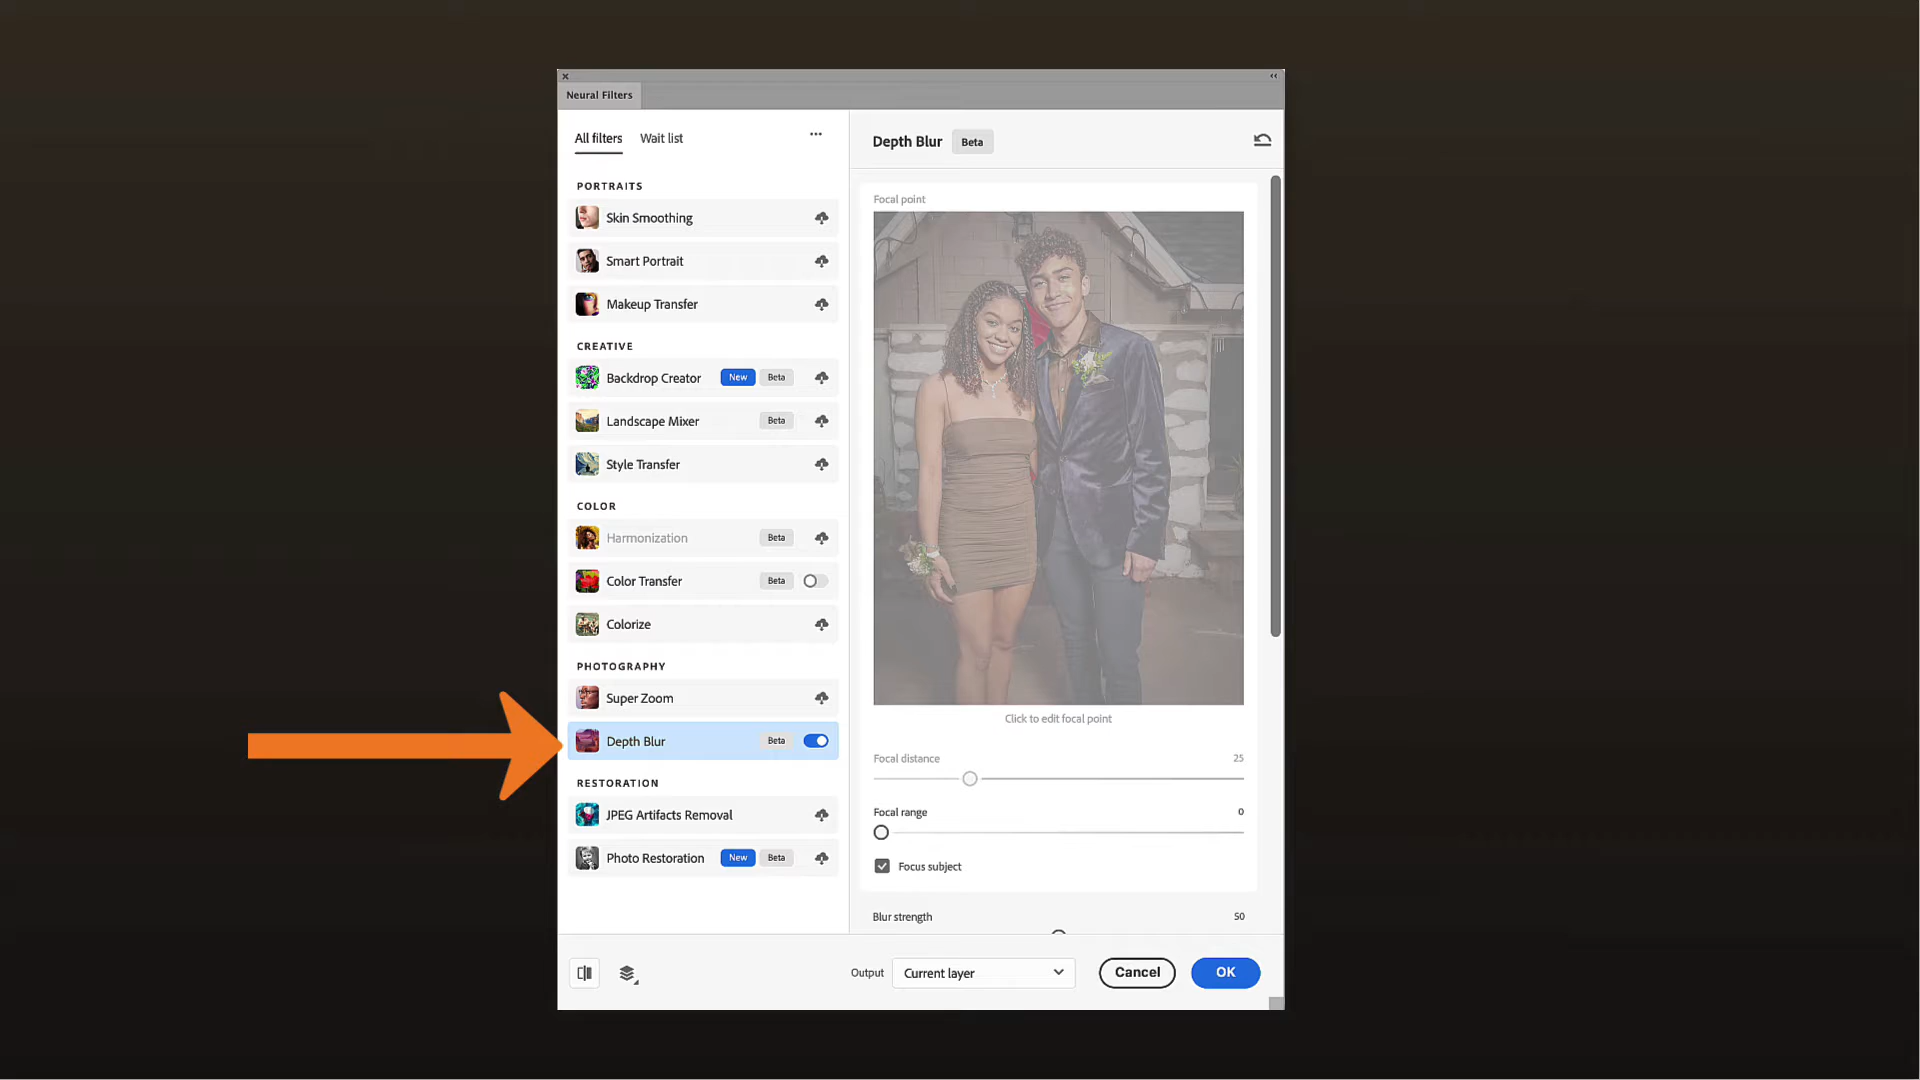 Neural Filters
All filters
Wait list
PORTRAITS
Skin Smoothing
Smart Portrait
Makeup Transfer
CREATIVE
Backdrop Creator New Beta
Landscape Mixer Beta
Style Transfer
COLOR
Harmonization Beta
Color Transfer Beta
Colorize
PHOTOGRAPHY
Super Zoom
Depth Blur Beta
RESTORATION
JPEG Artifacts Removal
Photo Restoration New Beta
Depth Blur Beta
Focal point
Click to edit focal point
Focal distance 25
Focal range 0
Focus subject
Blur strength 50
Output Current layer Cancel OK